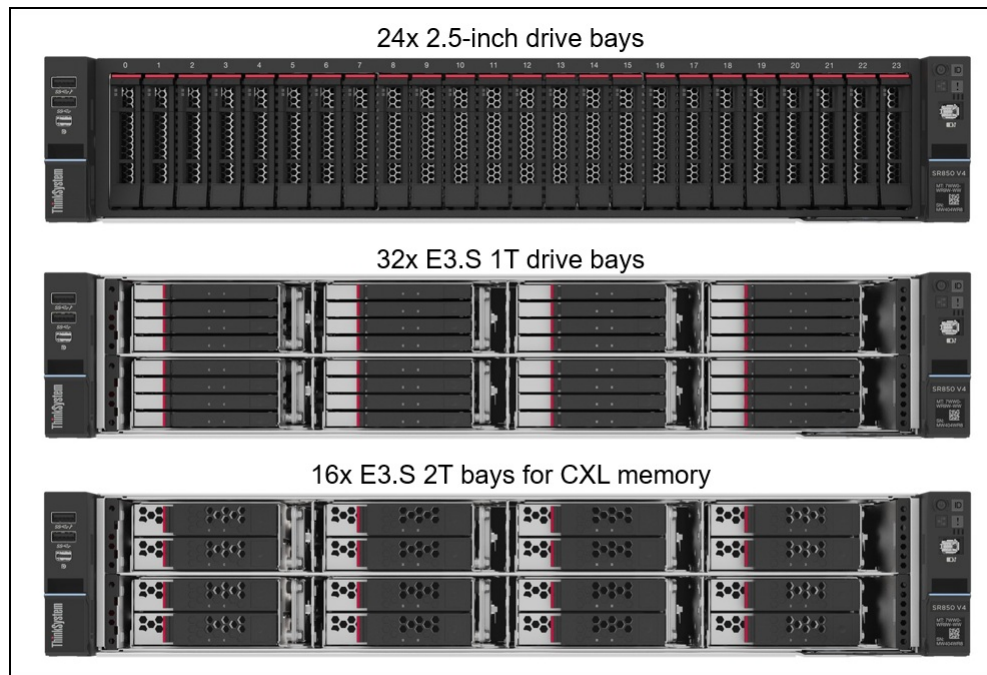 24x 2.5-inch drive bays
0 1 2 3 4 5 6 7 8 9 10 11 12 13 14 15 16 17 18 19 20 21 22 23
ThinkSystem
SR850 V4
32x E3.S 1T drive bays
ThinkSystem
SR850 V4
16x E3.S 2T bays for CXL memory
ThinkSystem
SR850 V4